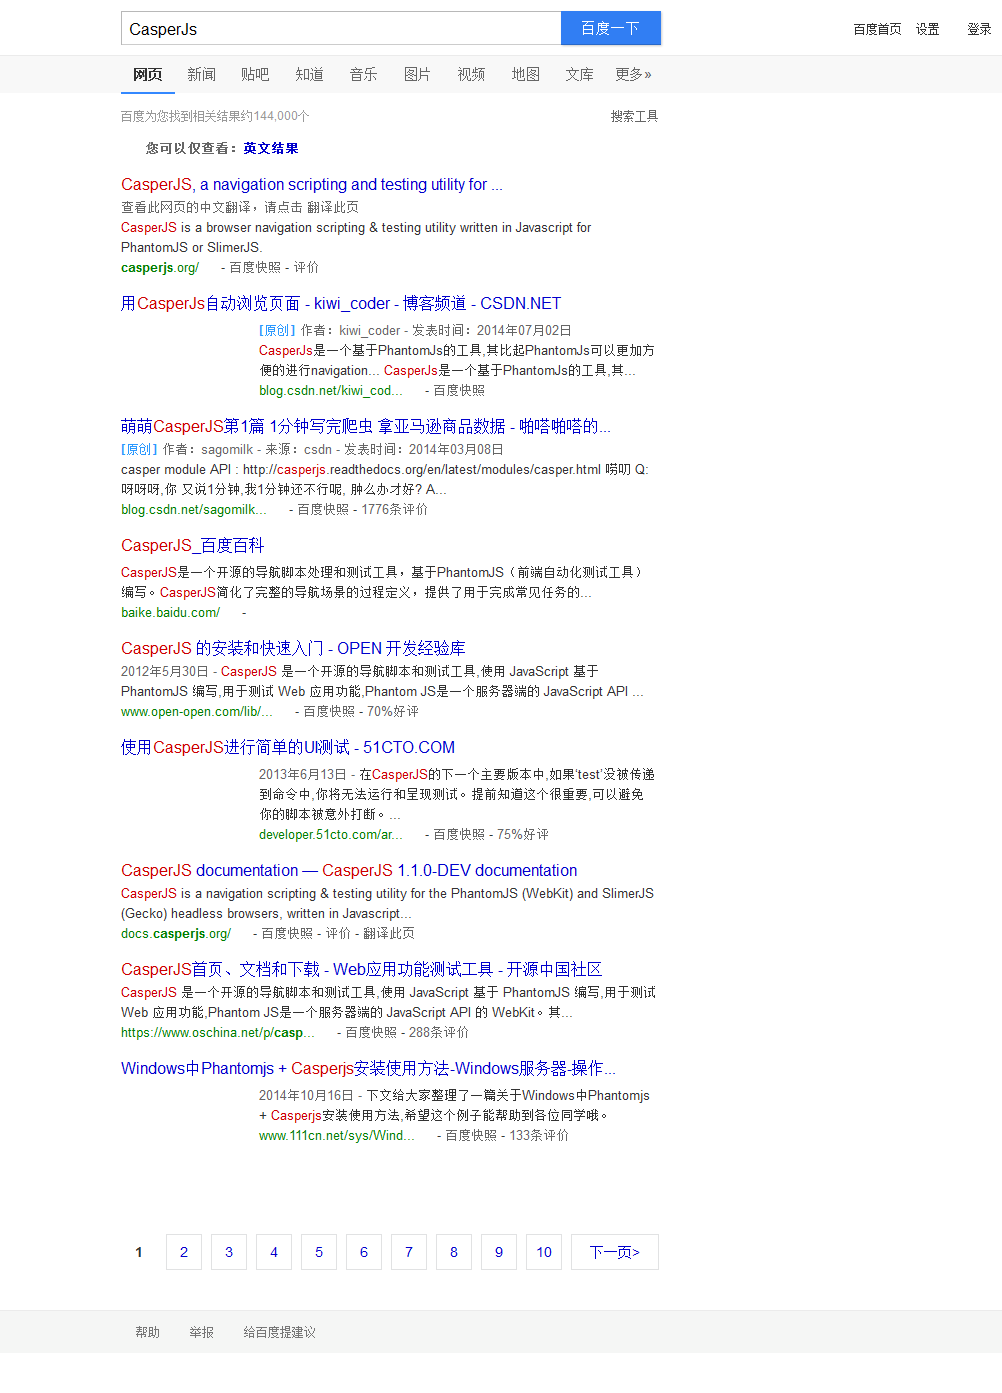 CasperJs 百度一下 百度首页 设置 登录
网页 新闻 贴吧 知道 音乐 图片 视频 地图 文库 更多»
百度为您找到相关结果约144,000个 搜索工具
您可以仅查看：英文结果
CasperJS, a navigation scripting and testing utility for ...
查看此网页的中文翻译，请点击 翻译此页
CasperJS is a browser navigation scripting & testing utility written in Javascript for
PhantomJS or SlimerJS.
casperjs.org/ - 百度快照 - 评价
用CasperJs自动浏览页面 - kiwi_coder - 博客频道 - CSDN.NET
[原创] 作者：kiwi_coder - 发表时间：2014年07月02日
CasperJs是一个基于PhantomJs的工具,其比起PhantomJs可以更加方
便的进行navigation... CasperJs是一个基于PhantomJs的工具,其...
blog.csdn.net/kiwi_cod... - 百度快照
萌萌CasperJS第1篇 1分钟写完爬虫 拿亚马逊商品数据 - 啪嗒啪嗒的...
[原创] 作者：sagomilk - 来源：csdn - 发表时间：2014年03月08日
casper module API : http://casperjs.readthedocs.org/en/latest/modules/casper.html 唠叨 Q:
呀呀呀,你 又说1分钟,我1分钟还不行呢, 肿么办才好? A...
blog.csdn.net/sagomilk... - 百度快照 - 1776条评价
CasperJS_百度百科
CasperJS是一个开源的导航脚本处理和测试工具，基于PhantomJS（前端自动化测试工具）
编写。CasperJS简化了完整的导航场景的过程定义，提供了用于完成常见任务的...
baike.baidu.com/ -
CasperJS 的安装和快速入门 - OPEN 开发经验库
2012年5月30日 - CasperJS 是一个开源的导航脚本和测试工具,使用 JavaScript 基于
PhantomJS 编写,用于测试 Web 应用功能,Phantom JS是一个服务器端的 JavaScript API ...
www.open-open.com/lib/... - 百度快照 - 70%好评
使用CasperJS进行简单的UI测试 - 51CTO.COM
2013年6月13日 - 在CasperJS的下一个主要版本中,如果‘test’没被传递
到命令中,你将无法运行和呈现测试。提前知道这个很重要,可以避免
你的脚本被意外打断。...
developer.51cto.com/ar... - 百度快照 - 75%好评
CasperJS documentation — CasperJS 1.1.0-DEV documentation
CasperJS is a navigation scripting & testing utility for the PhantomJS (WebKit) and SlimerJS
(Gecko) headless browsers, written in Javascript...
docs.casperjs.org/ - 百度快照 - 评价 - 翻译此页
CasperJS首页、文档和下载 - Web应用功能测试工具 - 开源中国社区
CasperJS 是一个开源的导航脚本和测试工具,使用 JavaScript 基于 PhantomJS 编写,用于测试
Web 应用功能,Phantom JS是一个服务器端的 JavaScript API 的 WebKit。其...
https://www.oschina.net/p/casp... - 百度快照 - 288条评价
Windows中Phantomjs + Casperjs安装使用方法-Windows服务器-操作...
2014年10月16日 - 下文给大家整理了一篇关于Windows中Phantomjs
+ Casperjs安装使用方法,希望这个例子能帮助到各位同学哦。
www.111cn.net/sys/Wind... - 百度快照 - 133条评价
1 2 3 4 5 6 7 8 9 10 下一页>
帮助 举报 给百度提建议